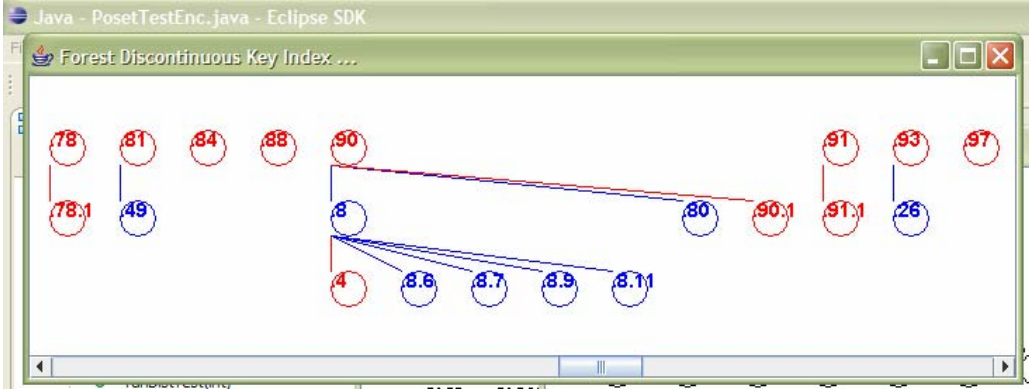 Java - PosetTestEnc.java - Eclipse SDK
Forest Discontinuous Key Index ...
78 81 84 88 90 91 93 97
78.1 49 8 80 90.1 91.1 26
4 8.6 8.7 8.9 8.11